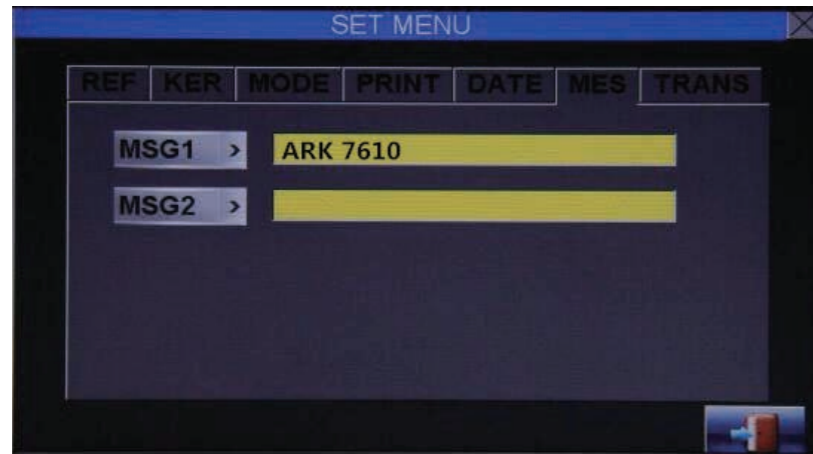 SET MENU
REF KER MODE PRINT DATE MES TRANS
MSG1 > ARK 7610
MSG2 >